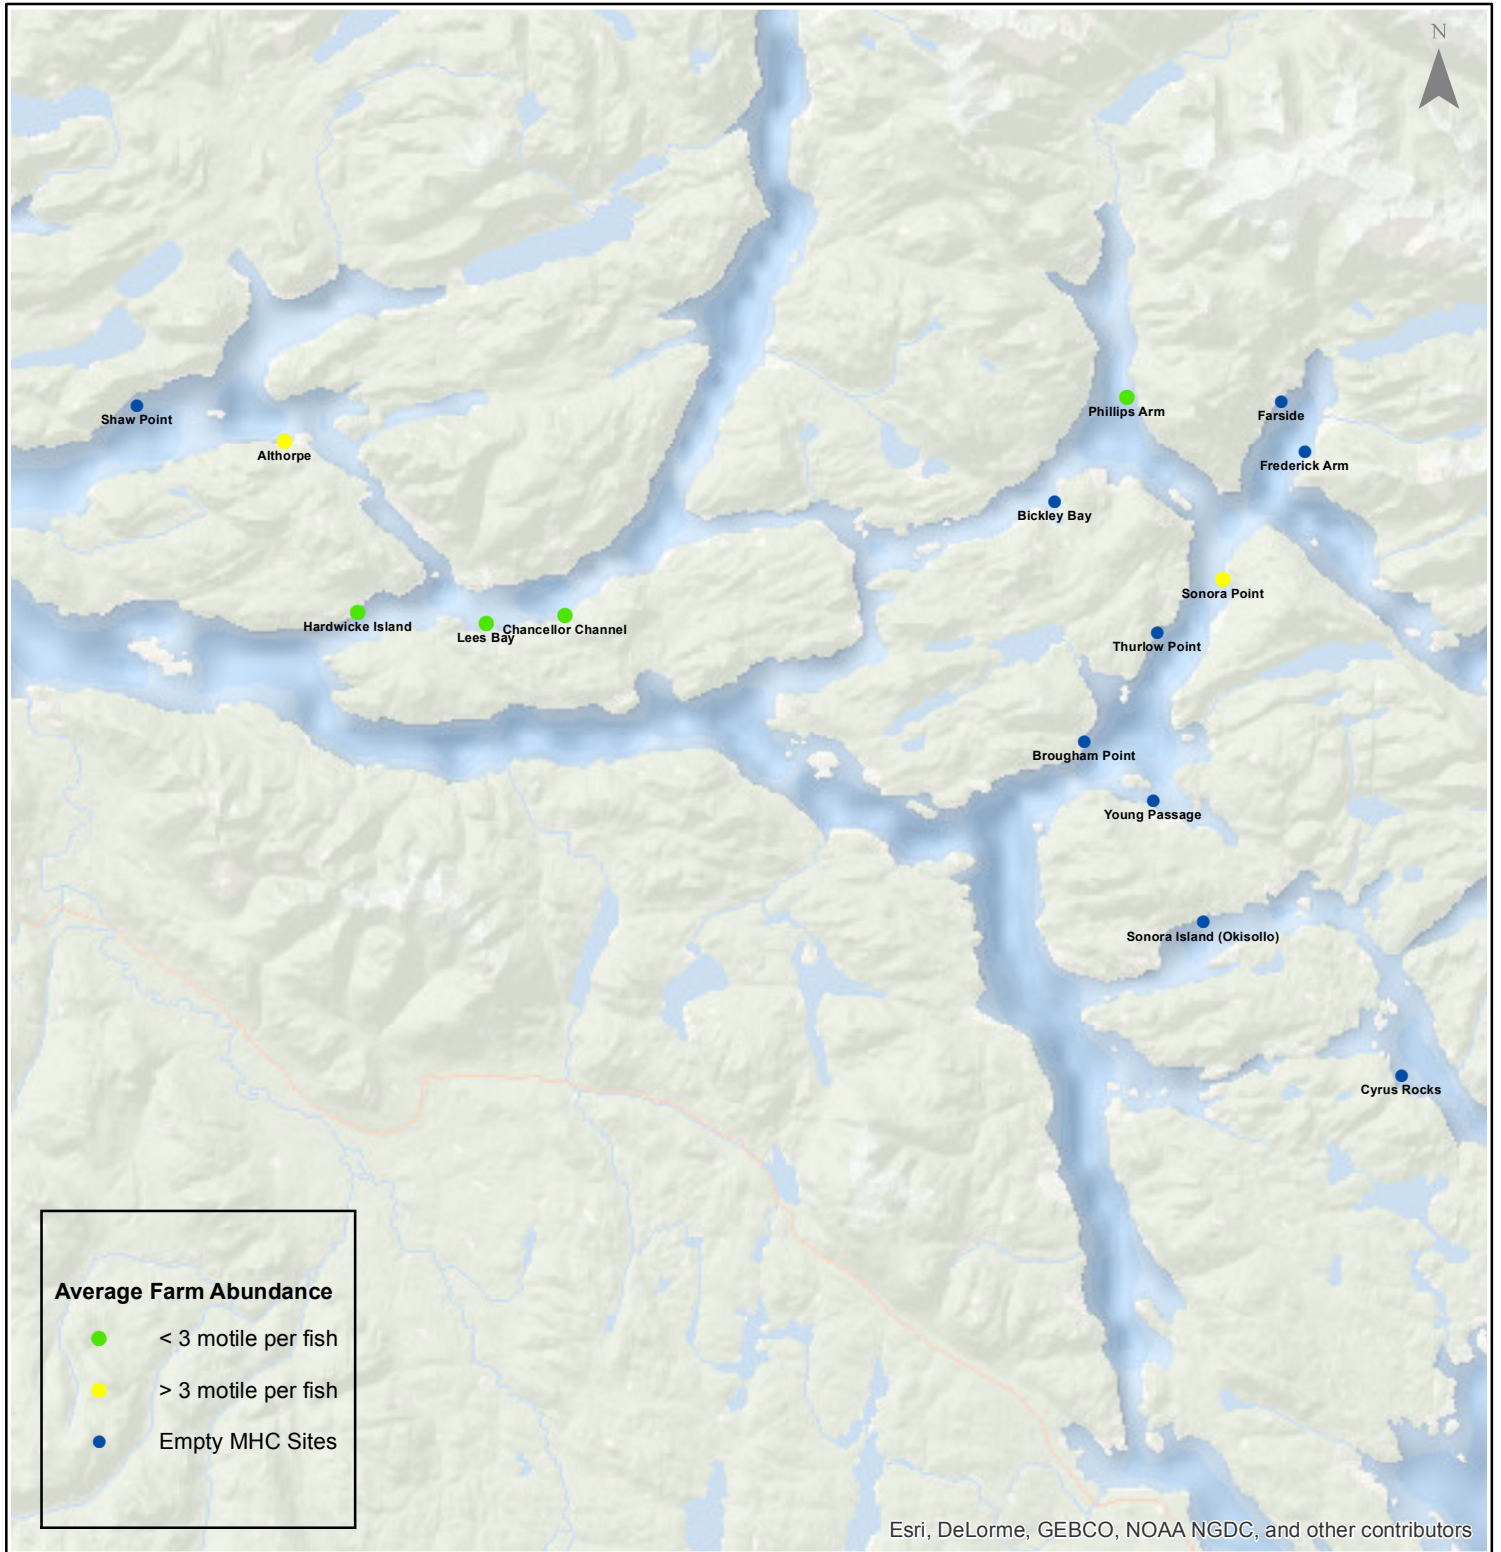 N
Phillips Arm
Farside
Shaw Point
Althorpe
Frederick Arm
Bickley Bay
Sonora Point
Hardwicke Island
Lees Bay
Chancellor Channel
Thurlow Point
Brougham Point
Young Passage
Sonora Island (Okisollo)
Cyrus Rocks
Average Farm Abundance
< 3 motile per fish
> 3 motile per fish
Empty MHC Sites
Esri, DeLorme, GEBCO, NOAA NGDC, and other contributors